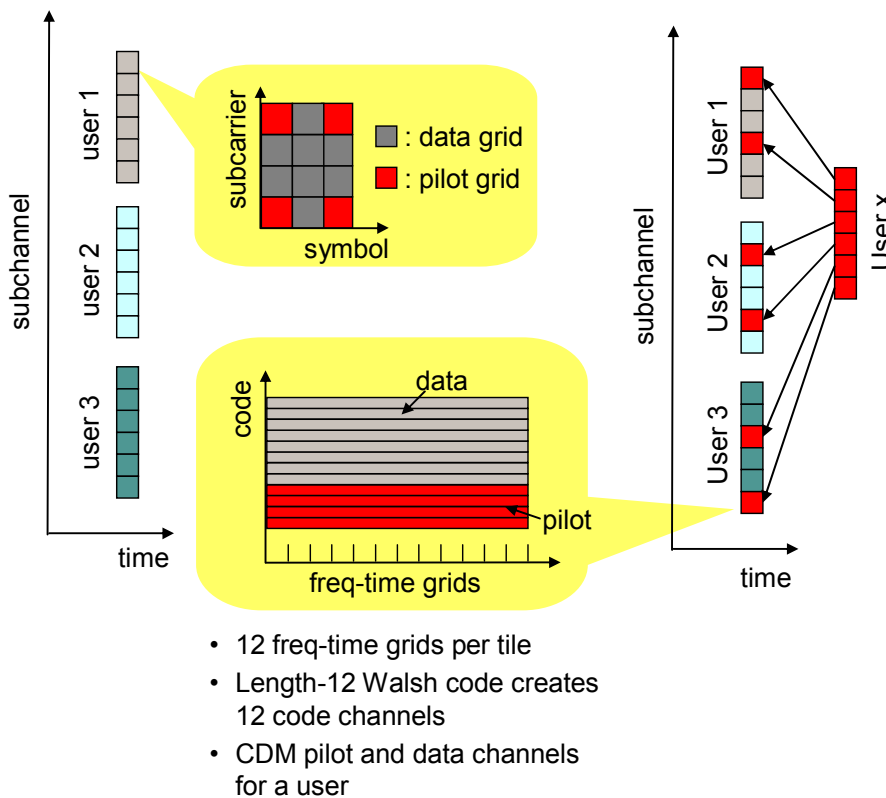 subchannel
user 1
user 2
user 3
time
subcarrier
symbol
: data grid
: pilot grid
code
data
pilot
freq-time grids
subchannel
User 1
User 2
User 3
User x
time
• 12 freq-time grids per tile
• Length-12 Walsh code creates
12 code channels
• CDM pilot and data channels
for a user